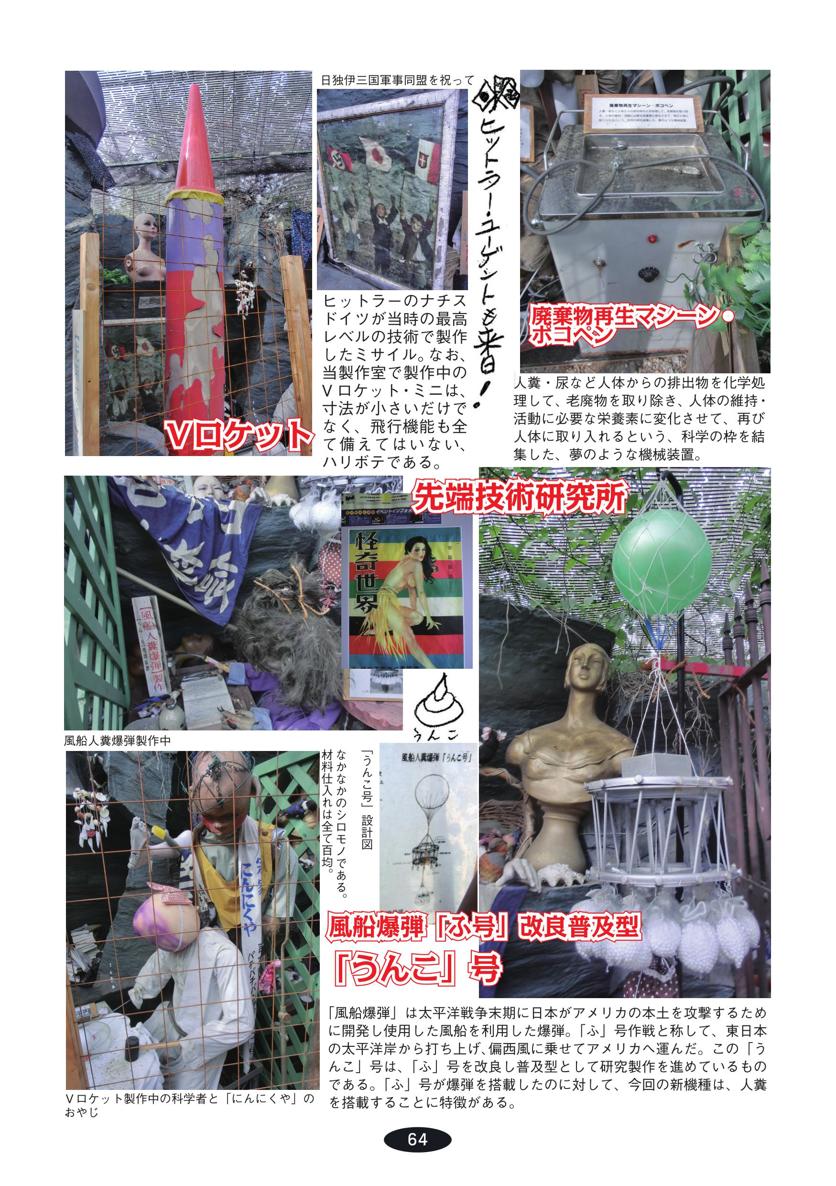 日独伊三国軍事同盟を祝って
ヒットラー・ユーゲントも来日!
廃棄物再生マシーン・ポコペン
廃棄物再生マシーン・
ポコペン
人糞・尿など人体からの排出物を化学処
理して、老廃物を取り除き、人体の維持・
活動に必要な栄養素に変化させて、再び
人体に取り入れるという、科学の枠を結
集した、夢のような機械装置。
Vロケット
ヒットラーのナチス
ドイツが当時の最高
レベルの技術で製作
したミサイル。なお、
当製作室で製作中の
Vロケット・ミニは、
寸法が小さいだけで
なく、飛行機能も全
て備えてはいない、
ハリボテである。
先端技術研究所
怪奇世界
【風船人糞爆弾】製作
風船人糞爆弾製作中
うんこ
「うんこ号」設計図
なかなかのシロモノである。
材料仕入れは全て百均。
風船人糞爆弾「うんこ号」
にんにくや
風船爆弾「ふ号」改良普及型
「うんこ」号
「風船爆弾」は太平洋戦争末期に日本がアメリカの本土を攻撃するため
に開発し使用した風船を利用した爆弾。「ふ」号作戦と称して、東日本
の太平洋岸から打ち上げ、偏西風に乗せてアメリカへ運んだ。この「う
んこ」号は、「ふ」号を改良し普及型として研究製作を進めているもの
である。「ふ」号が爆弾を搭載したのに対して、今回の新機種は、人糞
を搭載することに特徴がある。
Vロケット製作中の科学者と「にんにくや」の
おやじ
64